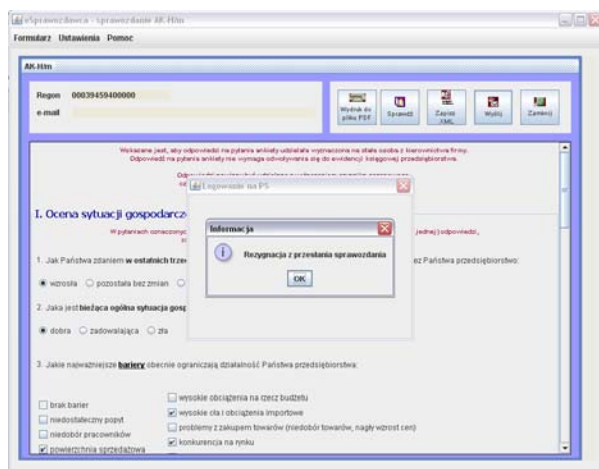 eSprawozdawca - sprawozdanie AK-H/m
Formularz Ustawienia Pomoc
AK-H/m
Regon 00039459400000
e-mail
Wydruk do pliku PDF
Sprawdź
Zapisz XML
Wyślij
Zamknij
Wskazane jest, aby odpowiedzi na pytania ankiety udzielała wyznaczona na stałe osoba z kierownictwa firmy.
Odpowiedź na pytania ankiety nie wymaga odwoływania się do ewidencji księgowej przedsiębiorstwa.
Logowanie na PS
I. Ocena sytuacji gospodarcz
W pytaniach oznaczonyc
jednej) odpowiedzi,
Informacja
Rezygnacja z przesłania sprawozdania
OK
1. Jak Państwa zdaniem w ostatnich trzec
ez Państwa przedsiębiorstwo:
wzrosła pozostała bez zmian
2. Jaka jest bieżąca ogólna sytuacja gosp
dobra zadowalająca zła
3. Jakie najważniejsze bariery obecnie ograniczają działalność Państwa przedsiębiorstwa:
brak barier
niedostateczny popyt
niedobór pracowników
powierzchnia sprzedażowa
wysokie obciążenia na rzecz budżetu
wysokie cła i obciążenia importowe
problemy z zakupem towarów (niedobór towarów, nagły wzrost cen)
konkurencja na rynku